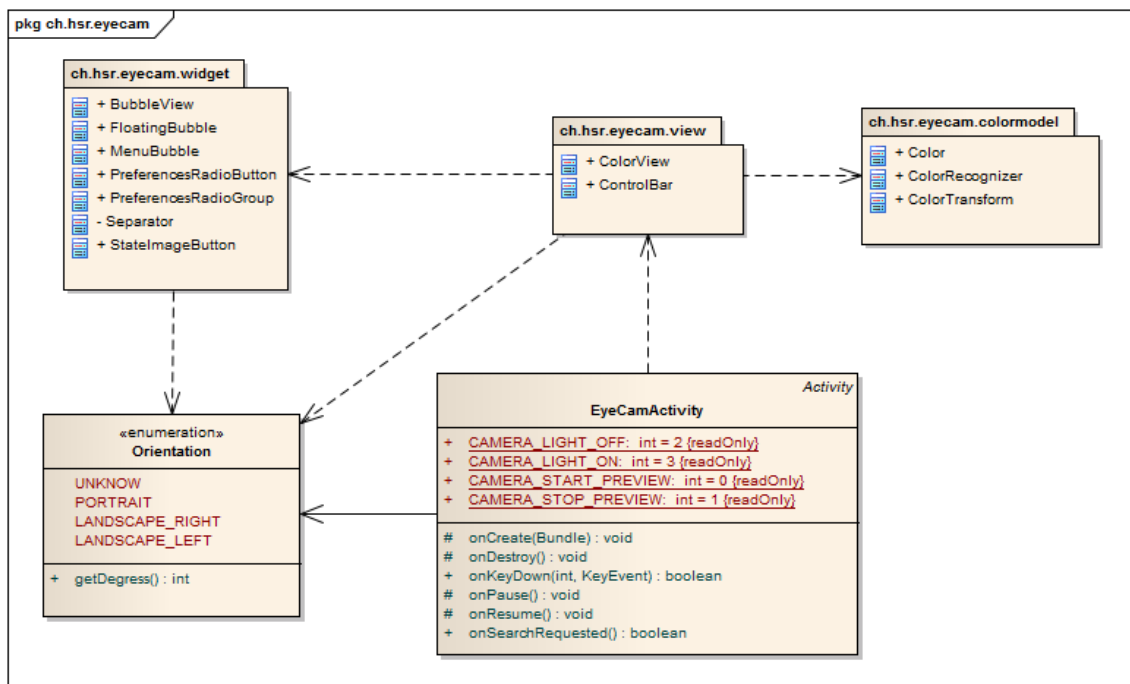 pkg ch.hsr.eyecam
ch.hsr.eyecam.widget
+ BubbleView
+ FloatingBubble
+ MenuBubble
+ PreferencesRadioButton
+ PreferencesRadioGroup
- Separator
+ StateImageButton
ch.hsr.eyecam.view
+ ColorView
+ ControlBar
ch.hsr.eyecam.colormodel
+ Color
+ ColorRecognizer
+ ColorTransform
«enumeration»
Orientation
UNKNOW
PORTRAIT
LANDSCAPE_RIGHT
LANDSCAPE_LEFT
+ getDegress() : int
Activity
EyeCamActivity
+ CAMERA_LIGHT_OFF: int = 2 {readOnly}
+ CAMERA_LIGHT_ON: int = 3 {readOnly}
+ CAMERA_START_PREVIEW: int = 0 {readOnly}
+ CAMERA_STOP_PREVIEW: int = 1 {readOnly}
# onCreate(Bundle) : void
# onDestroy() : void
+ onKeyDown(int, KeyEvent) : boolean
# onPause() : void
# onResume() : void
+ onSearchRequested() : boolean